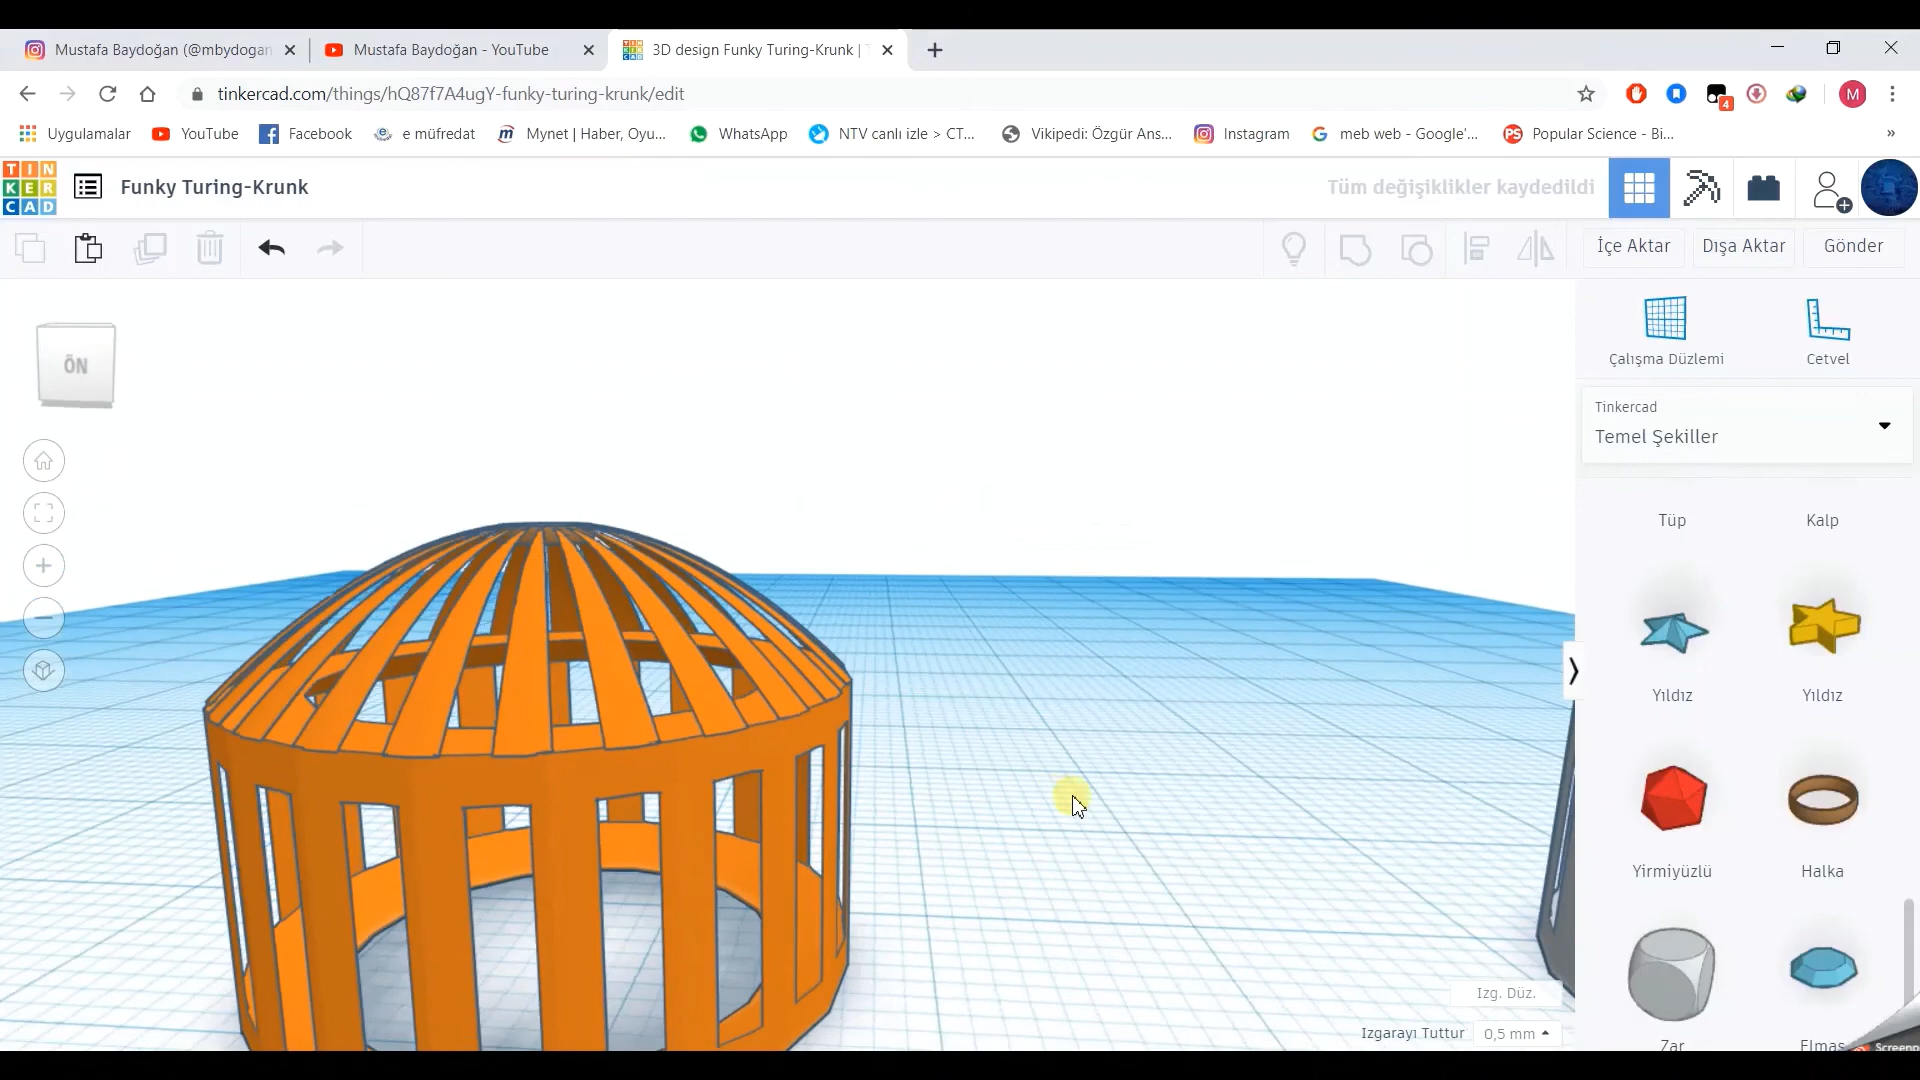 Mustafa Baydoğan (@mbydogan
Mustafa Baydoğan - YouTube
3D design Funky Turing-Krunk |
tinkercad.com/things/hQ87f7A4ugY-funky-turing-krunk/edit
4
M
Uygulamalar
YouTube
Facebook
e müfredat
Mynet | Haber, Oyu...
WhatsApp
NTV canlı izle > CT...
Vikipedi: Özgür Ans...
Instagram
meb web - Google'...
PS
Popular Science - Bi...
»
TIN
KER
CAD
Funky Turing-Krunk
Tüm değişiklikler kaydedildi
İçe Aktar
Dışa Aktar
Gönder
ÖN
Çalışma Düzlemi
Cetvel
Tinkercad
Temel Şekiller
Tüp
Kalp
Yıldız
Yıldız
Yirmiyüzlü
Halka
Zar
Elmas
Izg. Düz.
Izgarayı Tuttur
0,5 mm